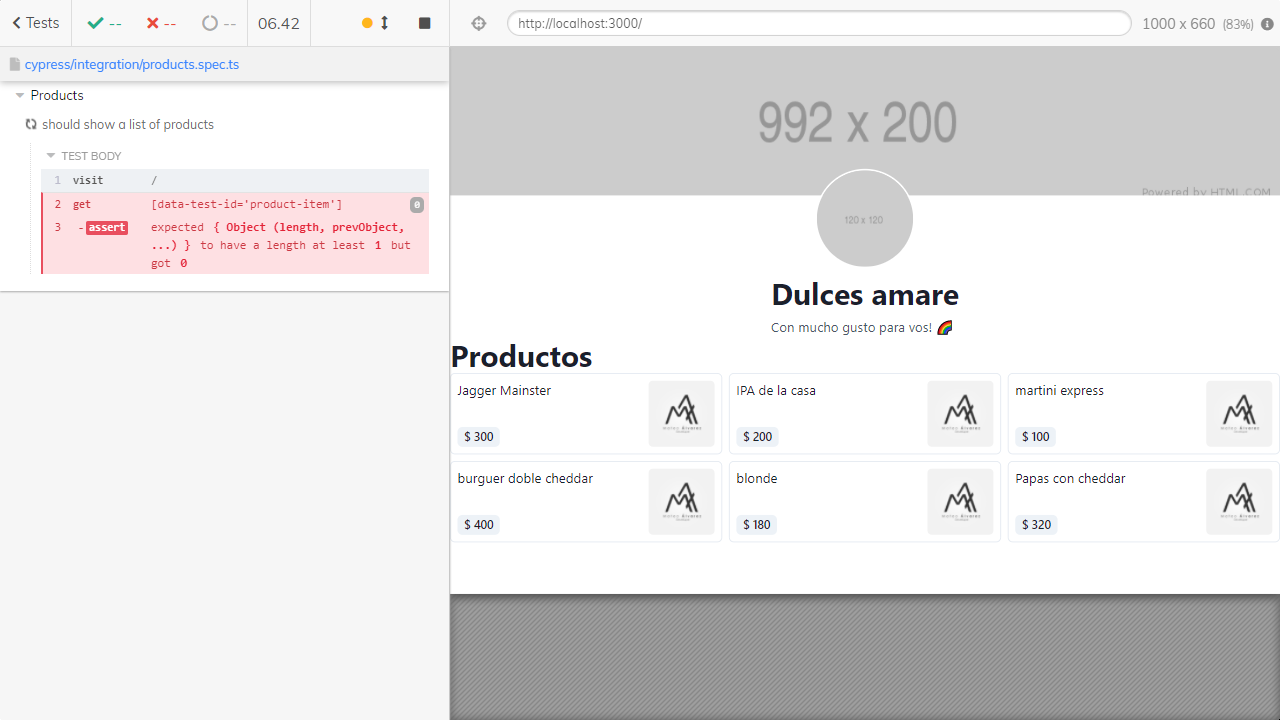 Tests
--
--
--
06.42
http://localhost:3000/
1000 x 660 (83%)
cypress/integration/products.spec.ts
Products
should show a list of products
TEST BODY
1 visit /
2 get [data-test-id='product-item'] 0
3 -assert expected { Object (length, prevObject,
...) } to have a length at least 1 but
got 0
992 x 200
Powered by HTML.COM
120 x 120
Dulces amare
Con mucho gusto para vos! 🌈
Productos
Jagger Mainster
$ 300
IPA de la casa
$ 200
martini express
$ 100
burguer doble cheddar
$ 400
blonde
$ 180
Papas con cheddar
$ 320